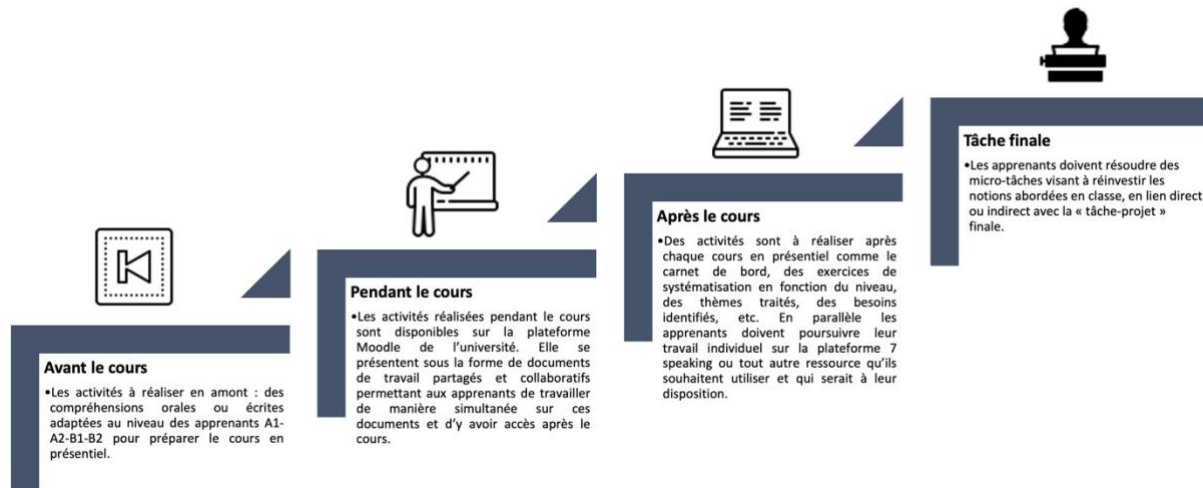 Avant le cours
•Les activités à réaliser en amont : des
compréhensions orales ou écrites
adaptées au niveau des apprenants A1-
A2-B1-B2 pour préparer le cours en
présentiel.
Pendant le cours
•Les activités réalisées pendant le cours
sont disponibles sur la plateforme
Moodle de l'université. Elle se
présentent sous la forme de documents
de travail partagés et collaboratifs
permettant aux apprenants de travailler
de manière simultanée sur ces
documents et d'y avoir accès après le
cours.
Après le cours
•Des activités sont à réaliser après
chaque cours en présentiel comme le
carnet de bord, des exercices de
systématisation en fonction du niveau,
des thèmes traités, des besoins
identifiés, etc. En parallèle les
apprenants doivent poursuivre leur
travail individuel sur la plateforme 7
speaking ou tout autre ressource qu'ils
souhaitent utiliser et qui serait à leur
disposition.
Tâche finale
•Les apprenants doivent résoudre des
micro-tâches visant à réinvestir les
notions abordées en classe, en lien direct
ou indirect avec la « tâche-projet »
finale.